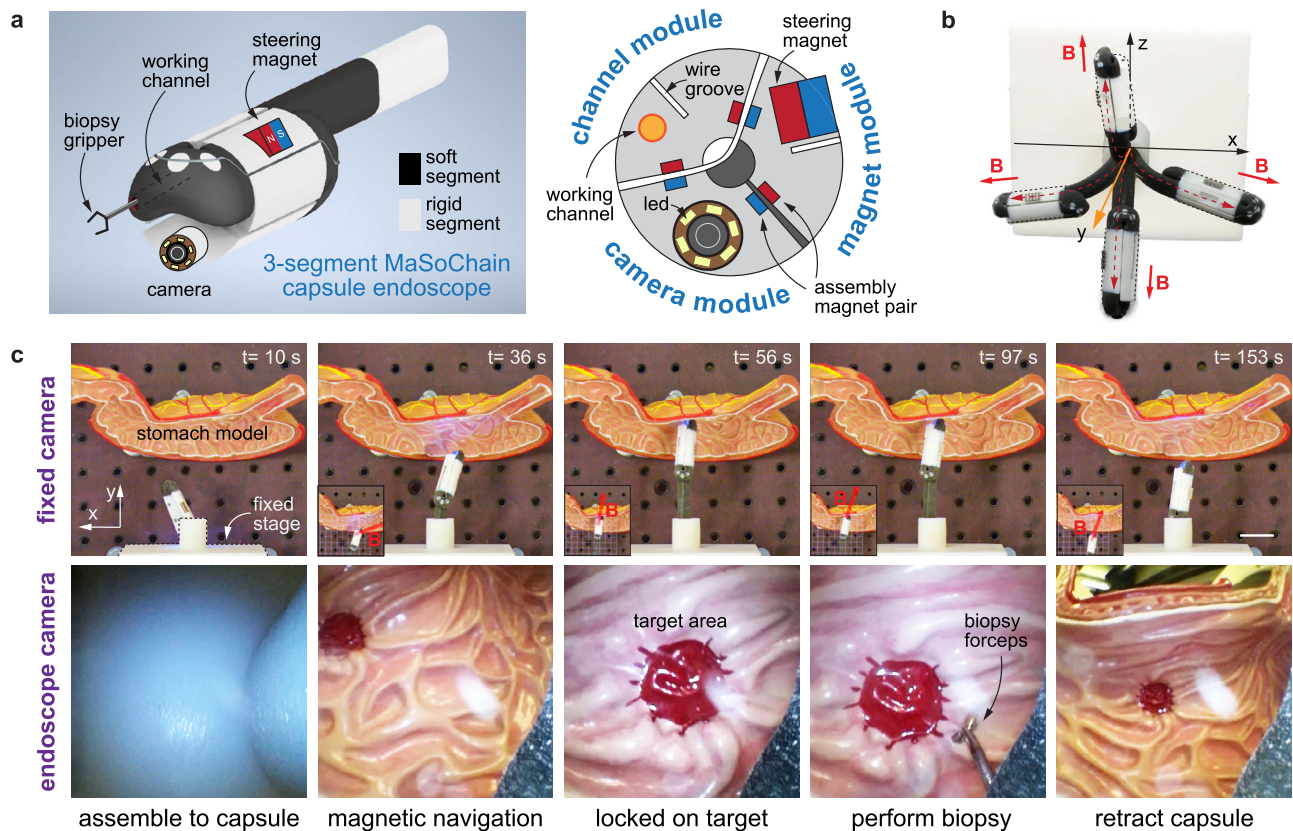 a
working
channel
steering
magnet
biopsy
gripper
N S
soft
segment
rigid
segment
camera
3-segment MaSoChain
capsule endoscope
channel module
magnet module
camera module
wire
groove
steering
magnet
working
channel
led
assembly
magnet pair
b
z
x
y
B
B
B
B
c
fixed camera
endoscope camera
t= 10 s
stomach model
y
x
fixed
stage
t= 36 s
B
t= 56 s
B
t= 97 s
B
t= 153 s
B
target area
biopsy
forceps
assemble to capsule
magnetic navigation
locked on target
perform biopsy
retract capsule